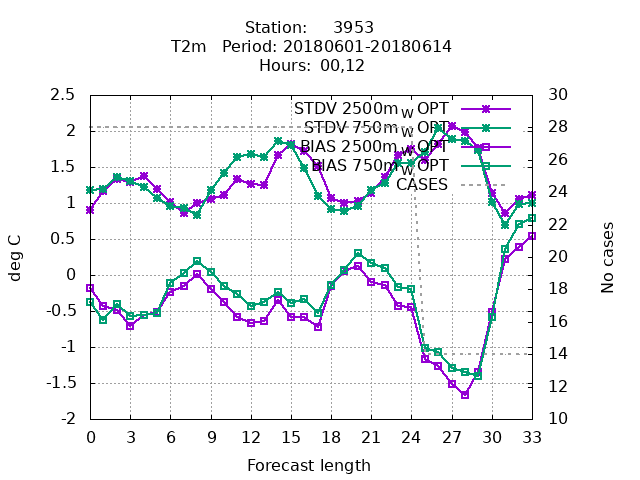 Station: 3953
T2m Period: 20180601-20180614
Hours: 00,12
2.5
2
1.5
1
0.5
0
-0.5
-1
-1.5
-2
deg C
30
28
26
24
22
20
18
16
14
12
10
No cases
STDV 2500m W OPT
STDV 750m W OPT
BIAS 2500m W OPT
BIAS 750m W OPT
CASES
0 3 6 9 12 15 18 21 24 27 30 33
Forecast length